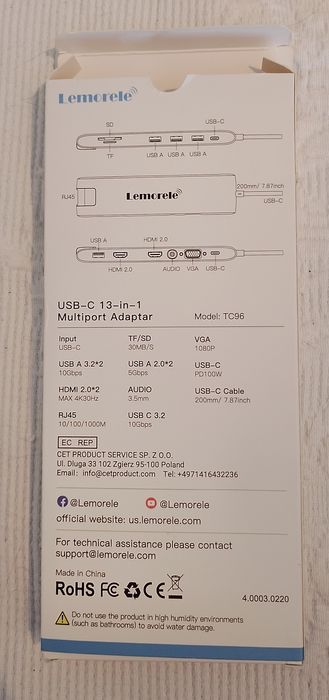 Lemorele
SD
TF
USB A
USB A
USB A
USB-C
RJ45
Lemorele
200mm/ 7.87inch
USB-C
USB A
HDMI 2.0
HDMI 2.0
AUDIO
VGA
USB-C
USB-C 13-in-1
Multiport Adaptar
Model: TC96
Input
USB-C
TF/SD
30MB/S
VGA
1080P
USB A 3.2*2
10Gbps
USB A 2.0*2
5Gbps
USB-C
PD100W
HDMI 2.0*2
MAX 4K30Hz
AUDIO
3.5mm
USB-C Cable
200mm/ 7.87inch
RJ45
10/100/1000M
USB C 3.2
10Gbps
EC REP
CET PRODUCT SERVICE SP. Z O.O.
Ul. Dluga 33 102 Zgierz 95-100 Poland
Email: info@cetproduct.com Tel: +4971416432236
@Lemorele
@Lemorele
official website: us.lemorele.com
For technical assistance please contact
support@lemorele.com
Made in China
RoHS FC CE
4.0003.0220
Do not use the product in high humidity environments
(such as bathrooms) to avoid water damage.